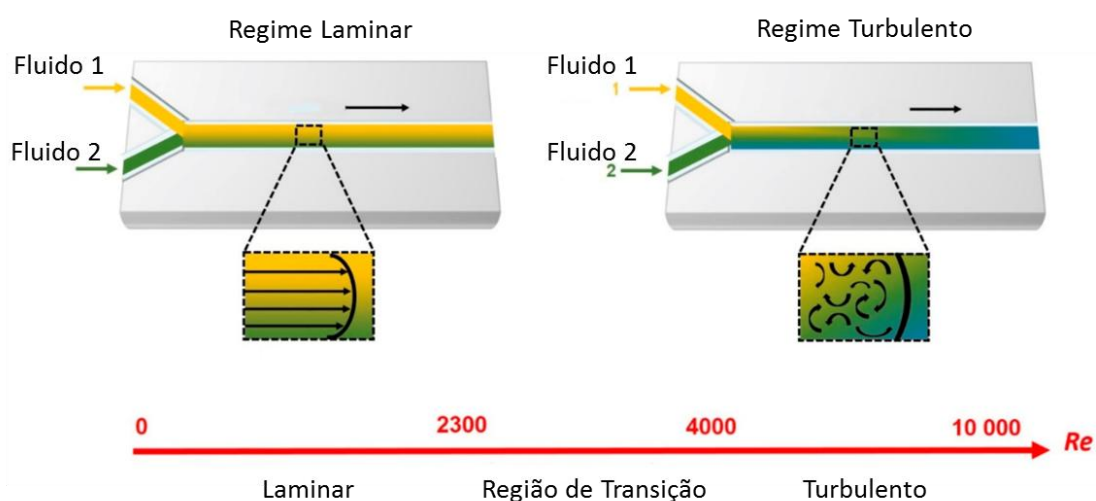 Regime Laminar
Regime Turbulento
Fluido 1
Fluido 2
Fluido 1
1
Fluido 2
2
0 2300 4000 10 000 Re
Laminar Região de Transição Turbulento